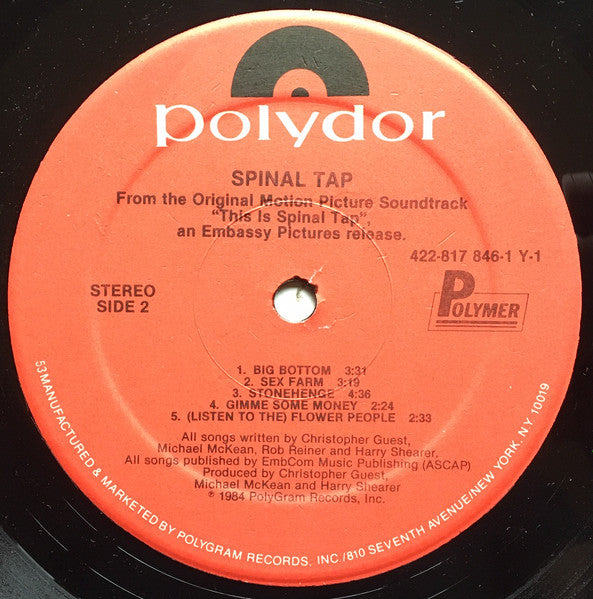 polydor
SPINAL TAP
From the Original Motion Picture Soundtrack
"This Is Spinal Tap",
an Embassy Pictures release.
422-817 846-1 Y-1
STEREO
SIDE 2
POLYMER
1. BIG BOTTOM 3:31
2. SEX FARM 3:19
3. STONEHENGE 4:36
4. GIMME SOME MONEY 2:24
5. (LISTEN TO THE) FLOWER PEOPLE 2:33
All songs written by Christopher Guest,
Michael McKean, Rob Reiner and Harry Shearer.
All songs published by EmbCom Music Publishing (ASCAP)
Produced by Christopher Guest,
Michael McKean and Harry Shearer
℗ 1984 PolyGram Records, Inc.
53 MANUFACTURED & MARKETED BY POLYGRAM RECORDS, INC./810 SEVENTH AVENUE/NEW YORK, N.Y. 10019